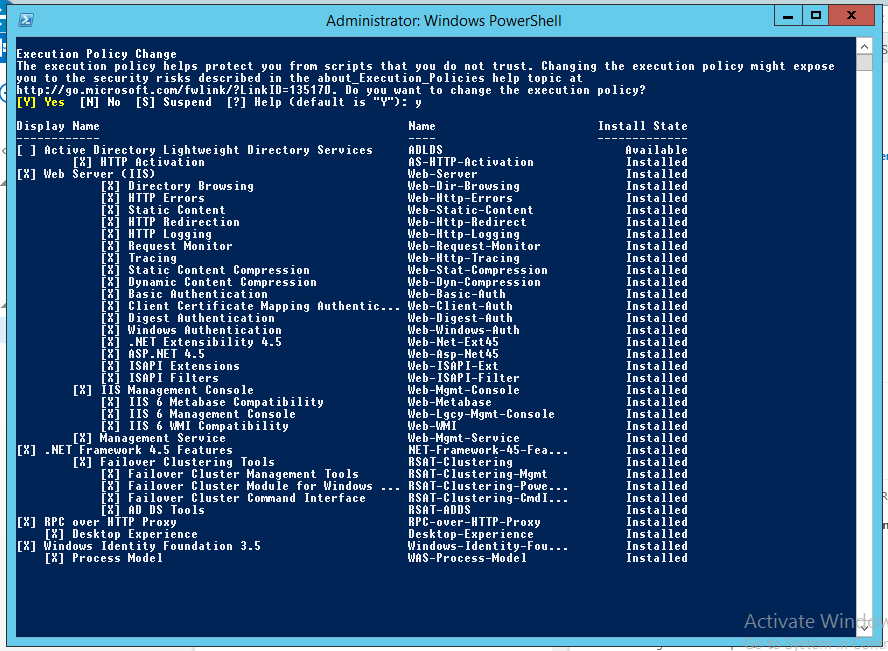 Administrator: Windows PowerShell
Execution Policy Change
The execution policy helps protect you from scripts that you do not trust. Changing the execution policy might expose
you to the security risks described in the about_Execution_Policies help topic at
http://go.microsoft.com/fwlink/?LinkID=135170. Do you want to change the execution policy?
[Y] Yes  [N] No  [S] Suspend  [?] Help (default is "Y"): y
Display Name Name Install State
------------ ---- -------------
[ ] Active Directory Lightweight Directory Services ADLDS Available
[X] HTTP Activation AS-HTTP-Activation Installed
[X] Web Server (IIS) Web-Server Installed
[X] Directory Browsing Web-Dir-Browsing Installed
[X] HTTP Errors Web-Http-Errors Installed
[X] Static Content Web-Static-Content Installed
[X] HTTP Redirection Web-Http-Redirect Installed
[X] HTTP Logging Web-Http-Logging Installed
[X] Request Monitor Web-Request-Monitor Installed
[X] Tracing Web-Http-Tracing Installed
[X] Static Content Compression Web-Stat-Compression Installed
[X] Dynamic Content Compression Web-Dyn-Compression Installed
[X] Basic Authentication Web-Basic-Auth Installed
[X] Client Certificate Mapping Authentic... Web-Client-Auth Installed
[X] Digest Authentication Web-Digest-Auth Installed
[X] Windows Authentication Web-Windows-Auth Installed
[X] .NET Extensibility 4.5 Web-Net-Ext45 Installed
[X] ASP.NET 4.5 Web-Asp-Net45 Installed
[X] ISAPI Extensions Web-ISAPI-Ext Installed
[X] ISAPI Filters Web-ISAPI-Filter Installed
[X] IIS Management Console Web-Mgmt-Console Installed
[X] IIS 6 Metabase Compatibility Web-Metabase Installed
[X] IIS 6 Management Console Web-Lgcy-Mgmt-Console Installed
[X] IIS 6 WMI Compatibility Web-WMI Installed
[X] Management Service Web-Mgmt-Service Installed
[X] .NET Framework 4.5 Features NET-Framework-45-Fea... Installed
[X] Failover Clustering Tools RSAT-Clustering Installed
[X] Failover Cluster Management Tools RSAT-Clustering-Mgmt Installed
[X] Failover Cluster Module for Windows ... RSAT-Clustering-Powe... Installed
[X] Failover Cluster Command Interface RSAT-Clustering-CmdI... Installed
[X] AD DS Tools RSAT-ADDS Installed
[X] RPC over HTTP Proxy RPC-over-HTTP-Proxy Installed
[X] Desktop Experience Desktop-Experience Installed
[X] Windows Identity Foundation 3.5 Windows-Identity-Fou... Installed
[X] Process Model WAS-Process-Model Installed
Activate Window